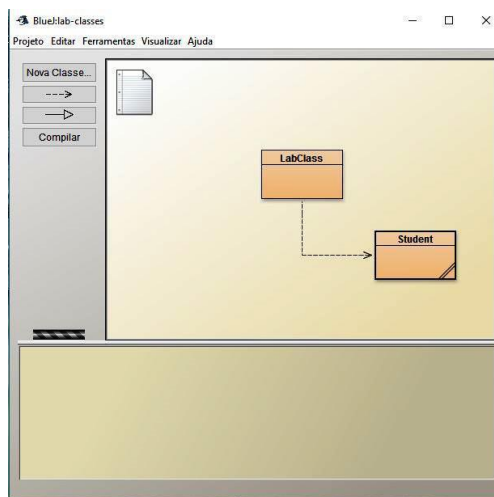 BlueJ:lab-classes
Projeto Editar Ferramentas Visualizar Ajuda
Nova Classe...
Compilar
LabClass
Student